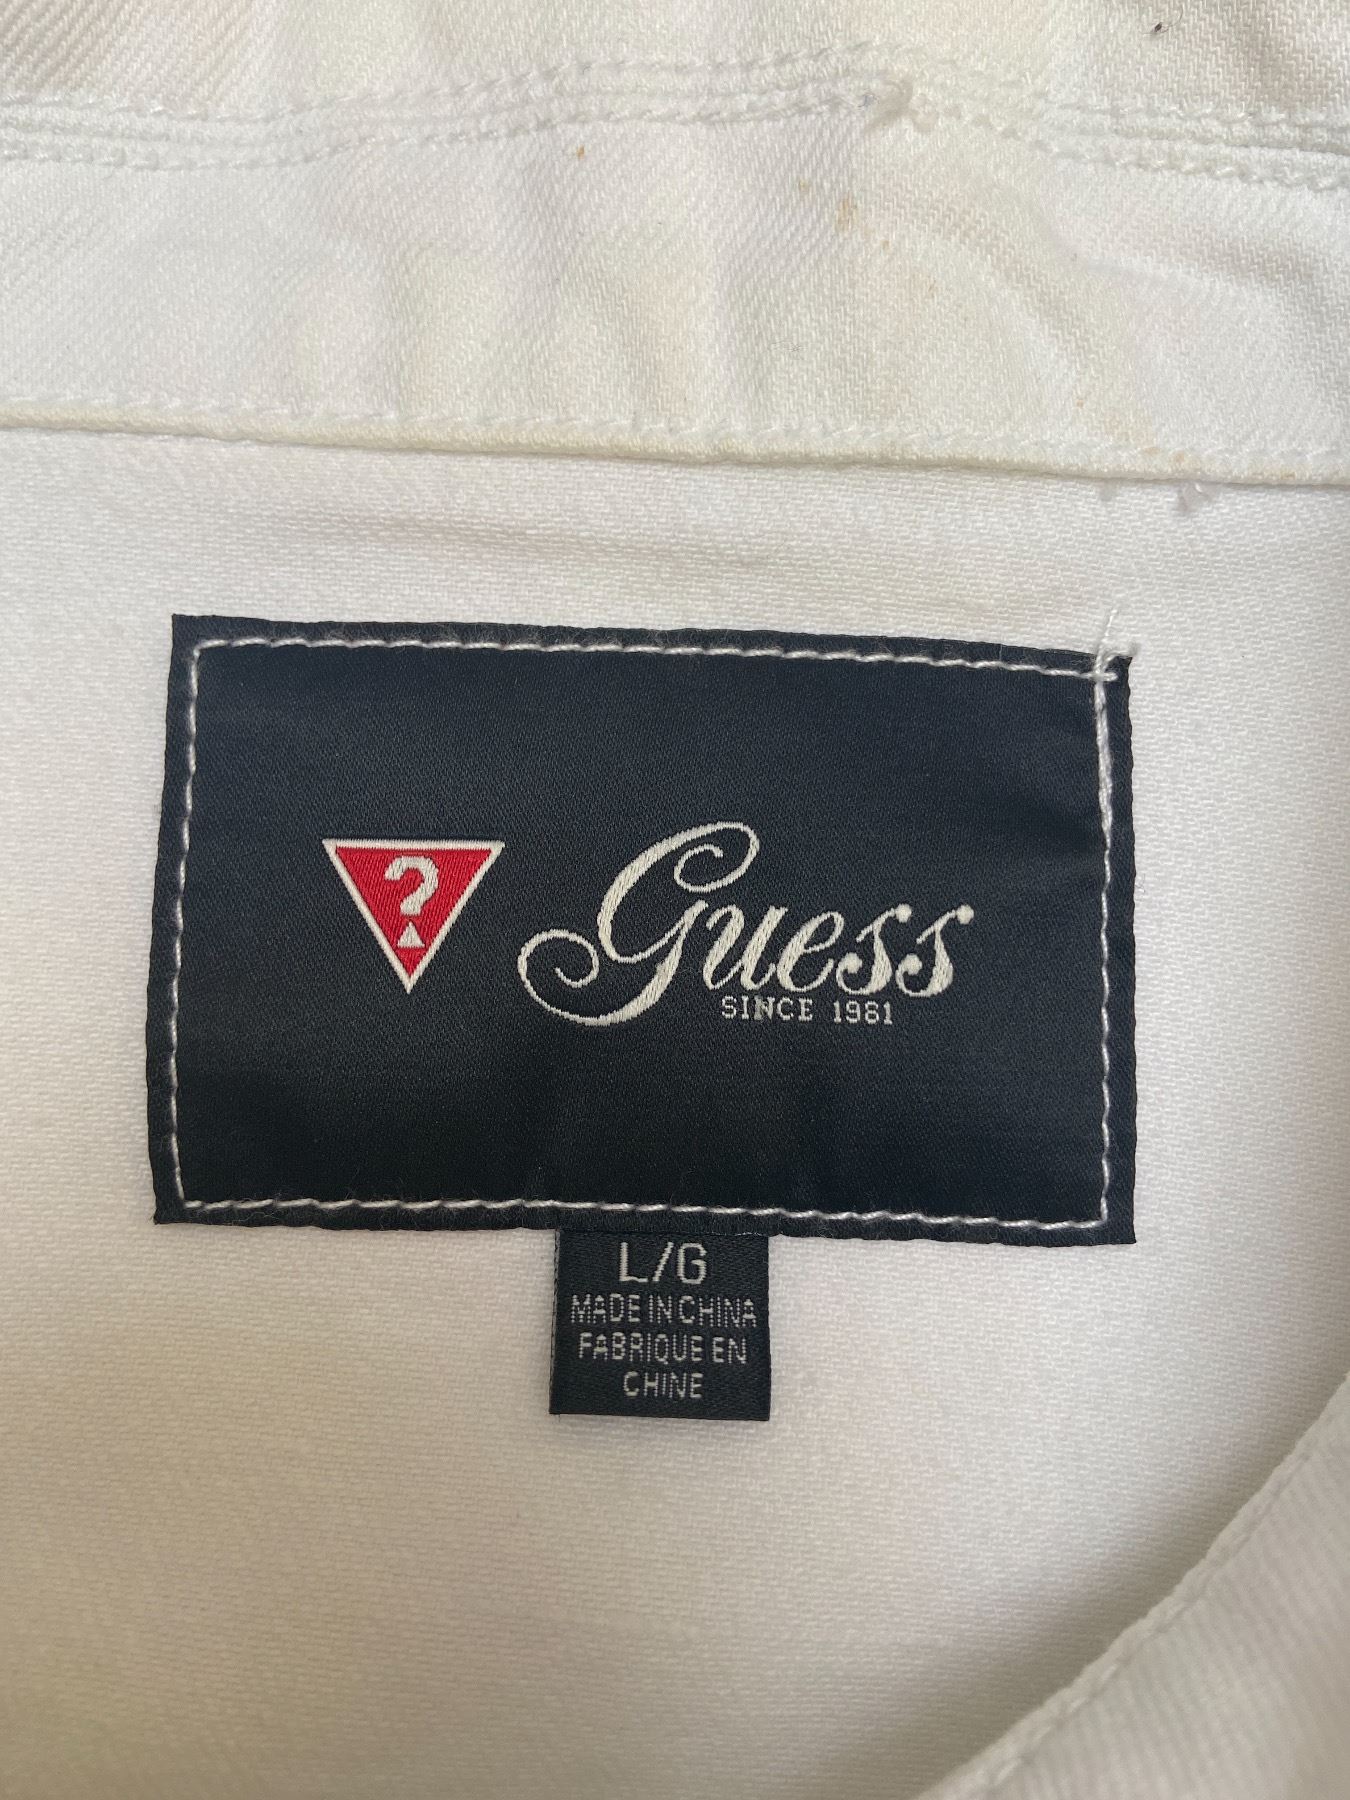 ?
Guess
SINCE 1981
L/G
MADE IN CHINA
FABRIQUE EN
CHINE